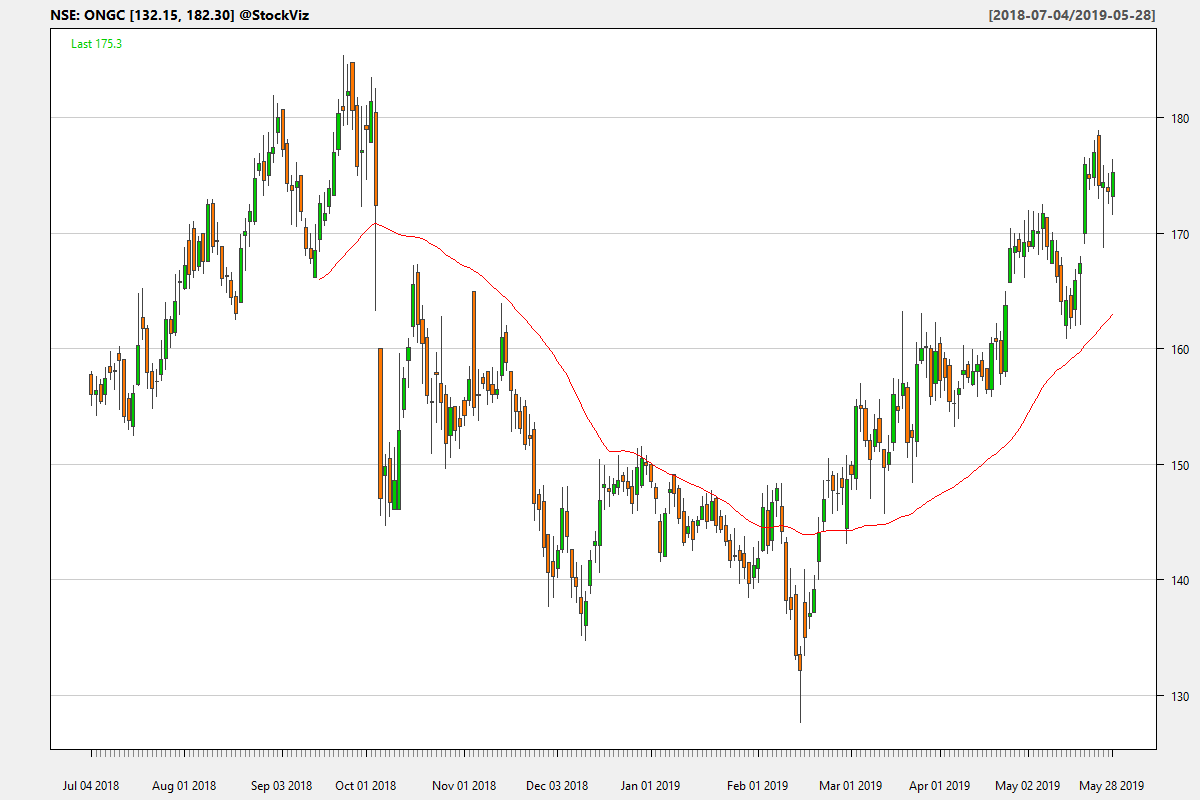 NSE: ONGC [132.15, 182.30] @StockViz [2018-07-04/2019-05-28]
Last 175.3
180
170
160
150
140
130
Jul 04 2018 Aug 01 2018 Sep 03 2018 Oct 01 2018 Nov 01 2018 Dec 03 2018 Jan 01 2019 Feb 01 2019 Mar 01 2019 Apr 01 2019 May 02 2019 May 28 2019